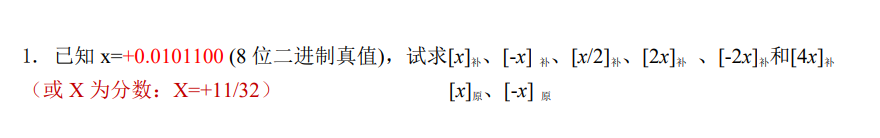 1. 已知 x=+0.0101100 (8 位二进制真值)，试求[x]补、[-x] 补、[x/2]补、[2x]补 、[-2x]补和[4x]补
（或 X 为分数：X=+11/32） [x]原、[-x] 原